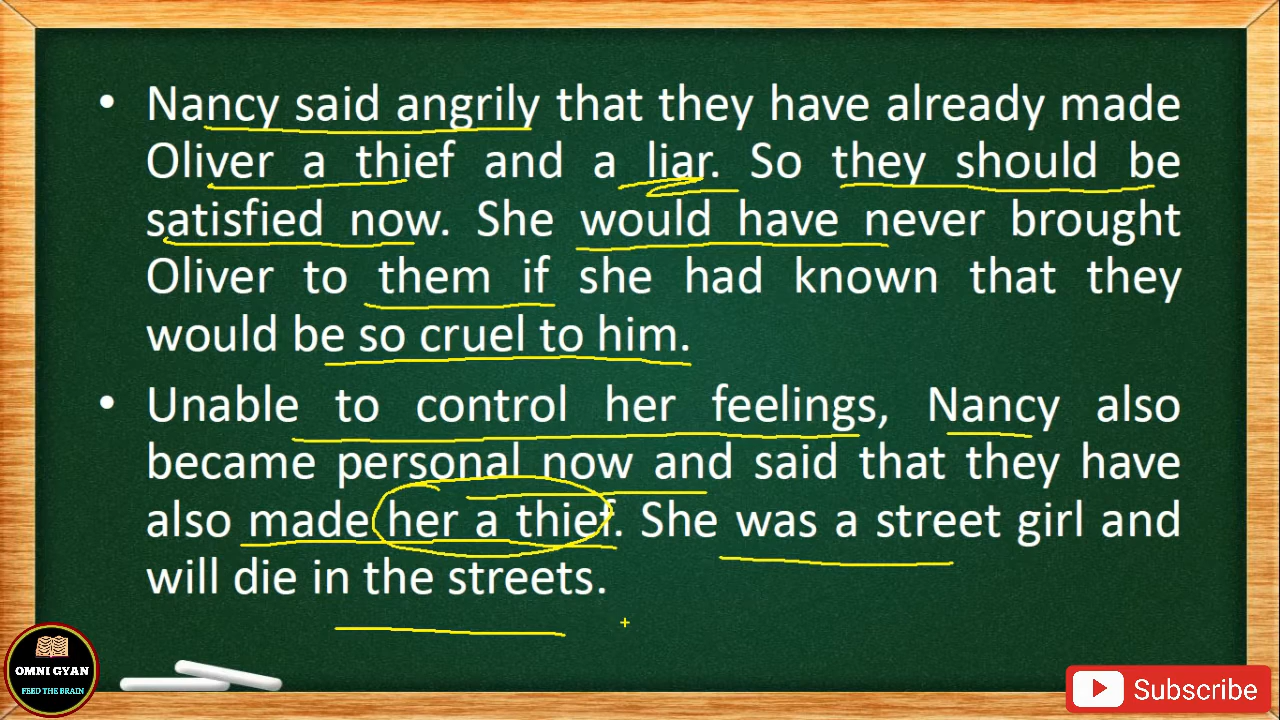 • Nancy said angrily that they have already made
Oliver a thief and a liar. So they should be
satisfied now. She would have never brought
Oliver to them if she had known that they
would be so cruel to him.
• Unable to control her feelings, Nancy also
became personal now and said that they have
also made her a thief. She was a street girl and
will die in the streets.
OMNI GYAN
FEED THE BRAIN
Subscribe